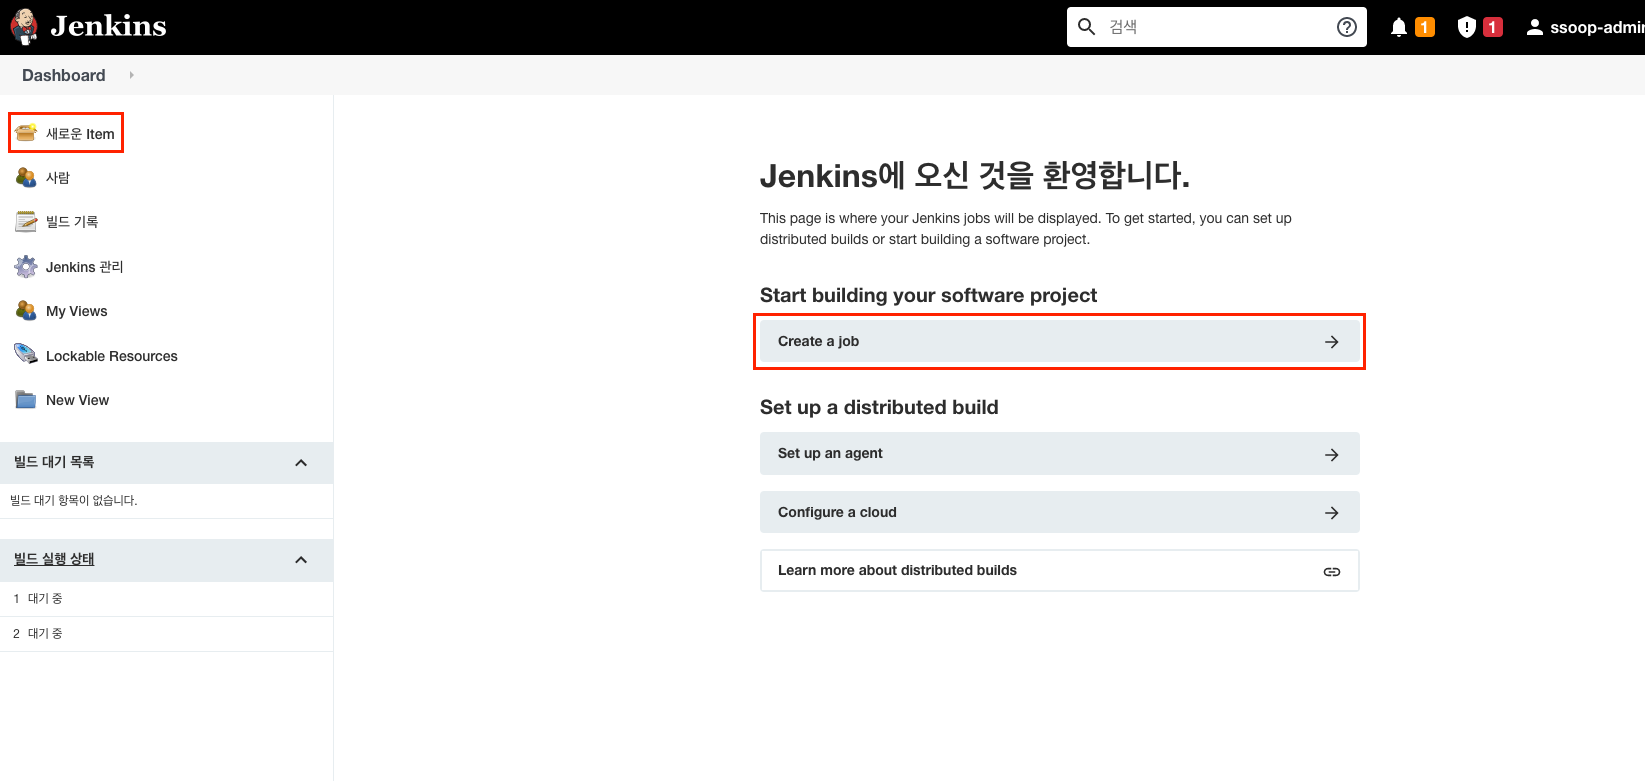 Jenkins
검색
1
1
ssoop-admin
Dashboard
새로운 Item
사람
빌드 기록
Jenkins 관리
My Views
Lockable Resources
New View
빌드 대기 목록
빌드 대기 항목이 없습니다.
빌드 실행 상태
1 대기 중
2 대기 중
Jenkins에 오신 것을 환영합니다.
This page is where your Jenkins jobs will be displayed. To get started, you can set up
distributed builds or start building a software project.
Start building your software project
Create a job
Set up a distributed build
Set up an agent
Configure a cloud
Learn more about distributed builds